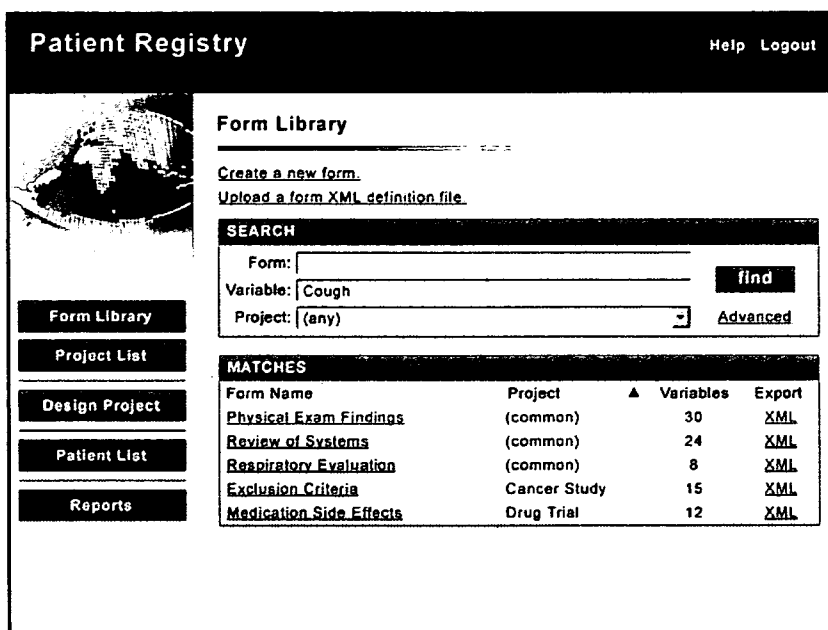 Patient Registry
Help Logout
Form Library
Create a new form.
Upload a form XML definition file
SEARCH
Form:
Variable: Cough
find
Project: (any)
Advanced
Form Library
Project List
Design Project
Patient List
Reports
MATCHES
Form Name Project ▲ Variables Export
Physical Exam Findings (common) 30 XML
Review of Systems (common) 24 XML
Respiratory Evaluation (common) 8 XML
Exclusion Criteria Cancer Study 15 XML
Medication Side Effects Drug Trial 12 XML